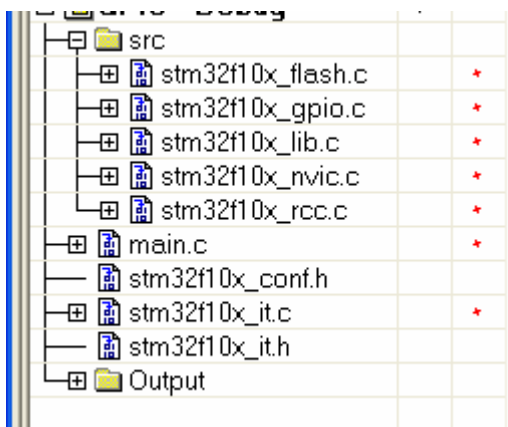 src
stm32f10x_flash.c
stm32f10x_gpio.c
stm32f10x_lib.c
stm32f10x_nvic.c
stm32f10x_rcc.c
main.c
stm32f10x_conf.h
stm32f10x_it.c
stm32f10x_it.h
Output